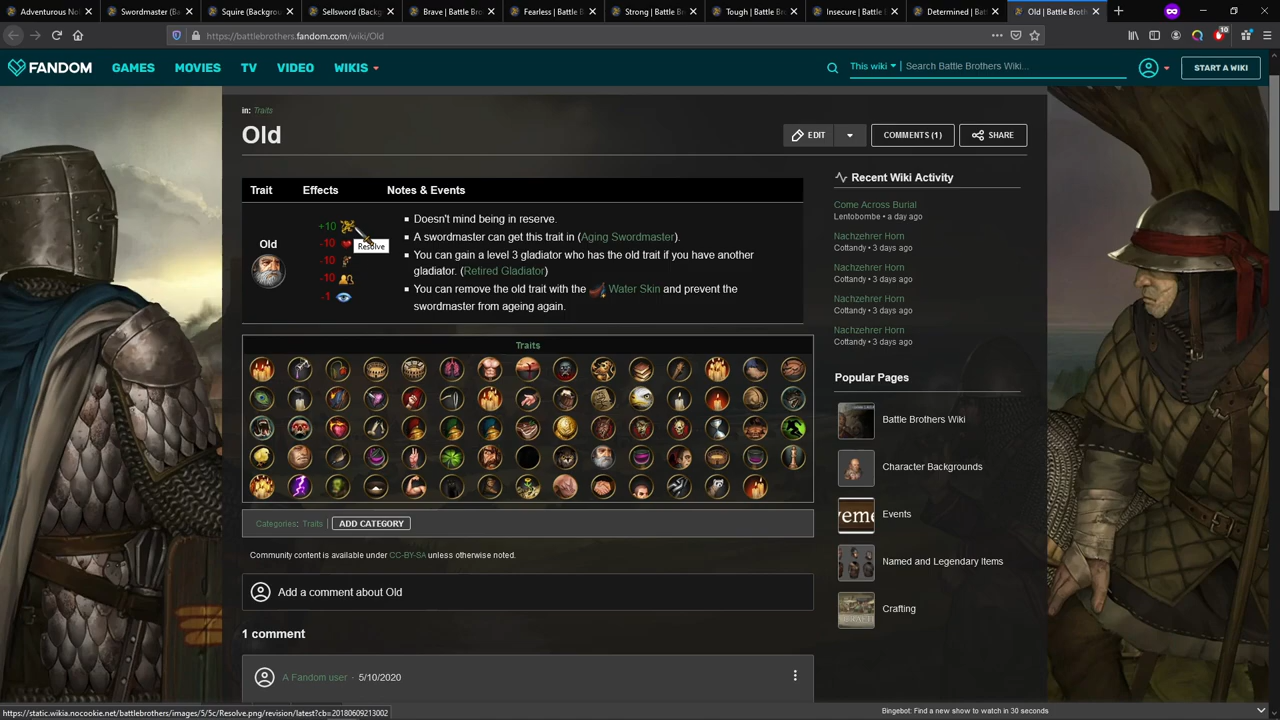 Adventurous Nob
Swordmaster (Ba
Squire (Backgrou
Sellsword (Backg
Brave | Battle Bro
Fearless | Battle B
Strong | Battle Bro
Tough | Battle Bro
Insecure | Battle B
Determined | Batt
Old | Battle Broth
https://battlebrothers.fandom.com/wiki/Old
10
FANDOM
GAMES
MOVIES
TV
VIDEO
WIKIS
This wiki
Search Battle Brothers Wiki...
START A WIKI
in: Traits
Old
EDIT
COMMENTS (1)
SHARE
Trait Effects Notes & Events
Old
+10
-10
-10
-10
-1
Resolve
Doesn't mind being in reserve.
A swordmaster can get this trait in (Aging Swordmaster).
You can gain a level 3 gladiator who has the old trait if you have another
gladiator. (Retired Gladiator)
You can remove the old trait with the Water Skin and prevent the
swordmaster from ageing again.
Traits
Categories: Traits
ADD CATEGORY
Community content is available under CC-BY-SA unless otherwise noted.
Add a comment about Old
1 comment
A Fandom user • 5/10/2020
Recent Wiki Activity
Come Across Burial
Lentobombe • a day ago
Nachzehrer Horn
Cottandy • 3 days ago
Nachzehrer Horn
Cottandy • 3 days ago
Nachzehrer Horn
Cottandy • 3 days ago
Nachzehrer Horn
Cottandy • 3 days ago
Popular Pages
Battle Brothers Wiki
Character Backgrounds
Events
Named and Legendary Items
Crafting
https://static.wikia.nocookie.net/battlebrothers/images/5/5c/Resolve.png/revision/latest?cb=20180609213002
Bingebot: Find a new show to watch in 30 seconds